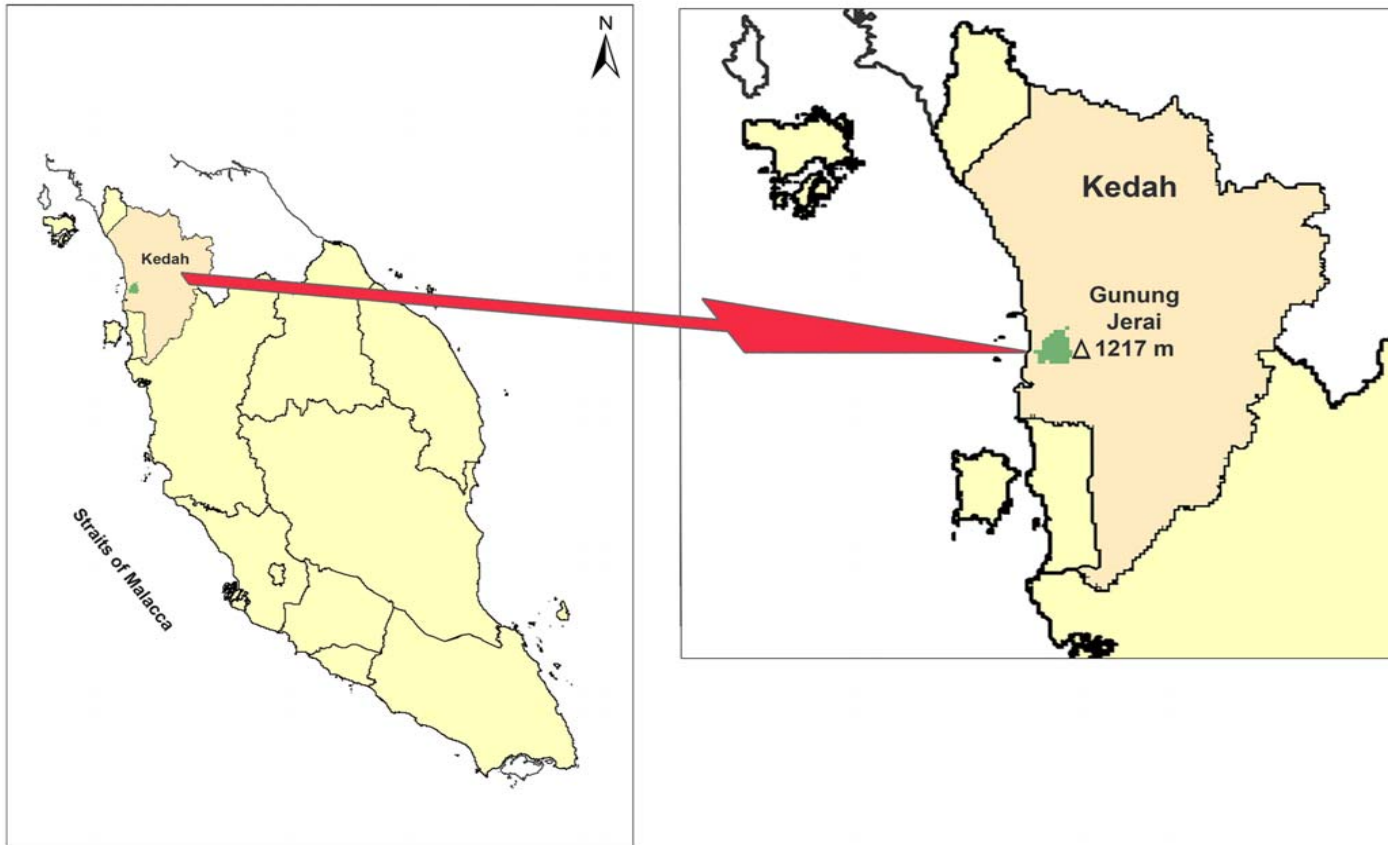 N
Kedah
Straits of Malacca
Kedah
Gunung
Jerai
Δ 1217 m